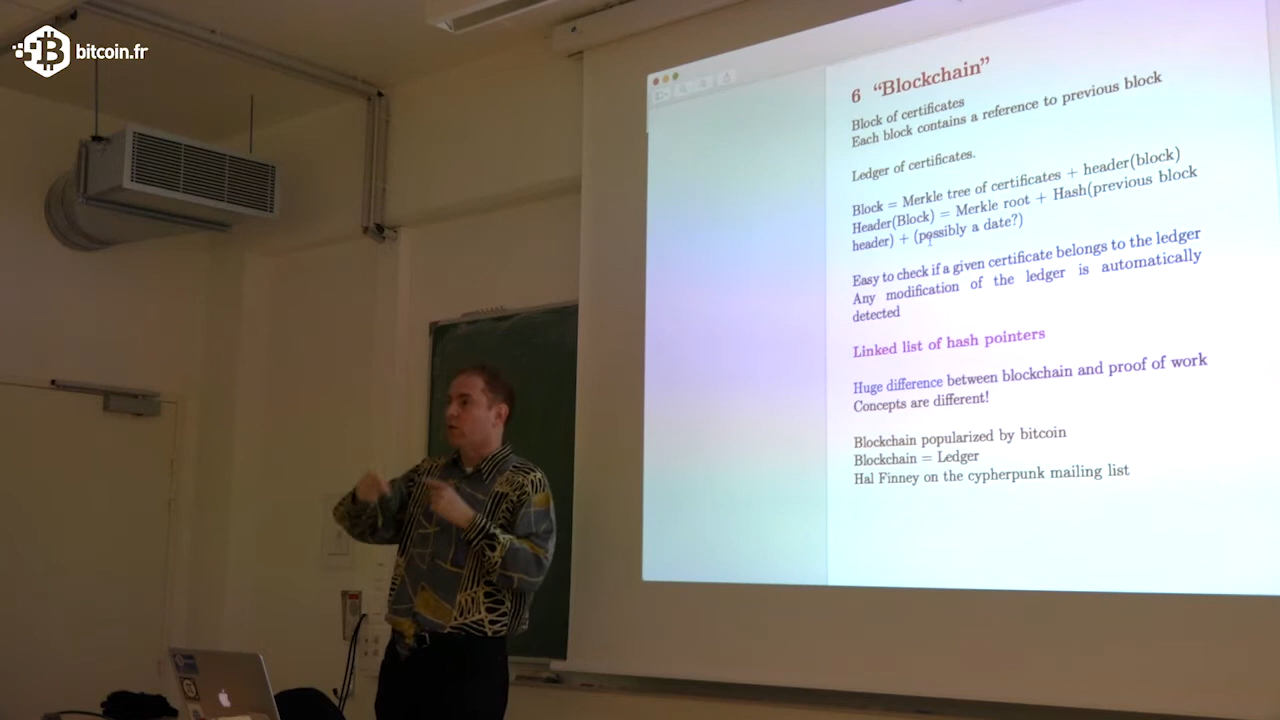 bitcoin.fr
6 “Blockchain”
Block of certificates
Each block contains a reference to previous block
Ledger of certificates.
Block = Merkle tree of certificates + header(block)
Header(Block) = Merkle root + Hash(previous block
header) + (possibly a date?)
Easy to check if a given certificate belongs to the ledger
Any modification of the ledger is automatically
detected
Linked list of hash pointers
Huge difference between blockchain and proof of work
Concepts are different!
Blockchain popularized by bitcoin
Blockchain = Ledger
Hal Finney on the cypherpunk mailing list